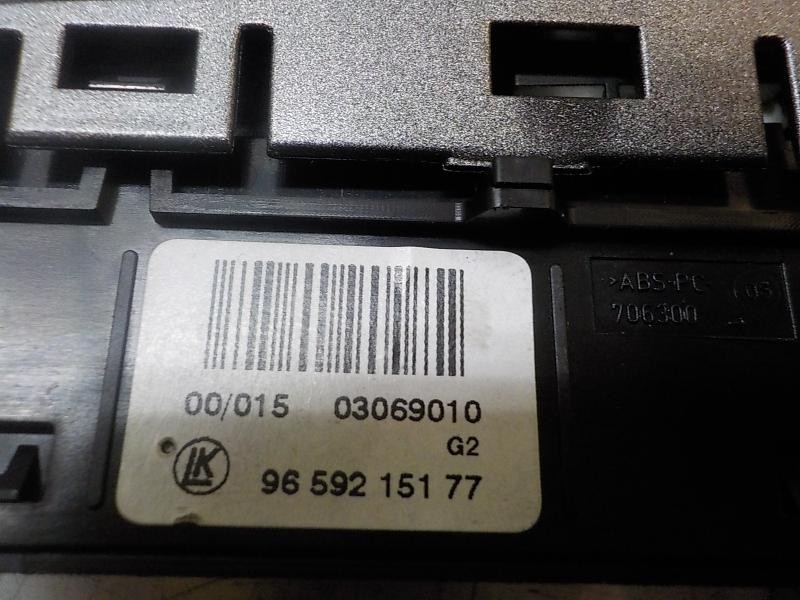 >ABS-PC
706300
00/015 03069010
G2
LK 96 592 151 77